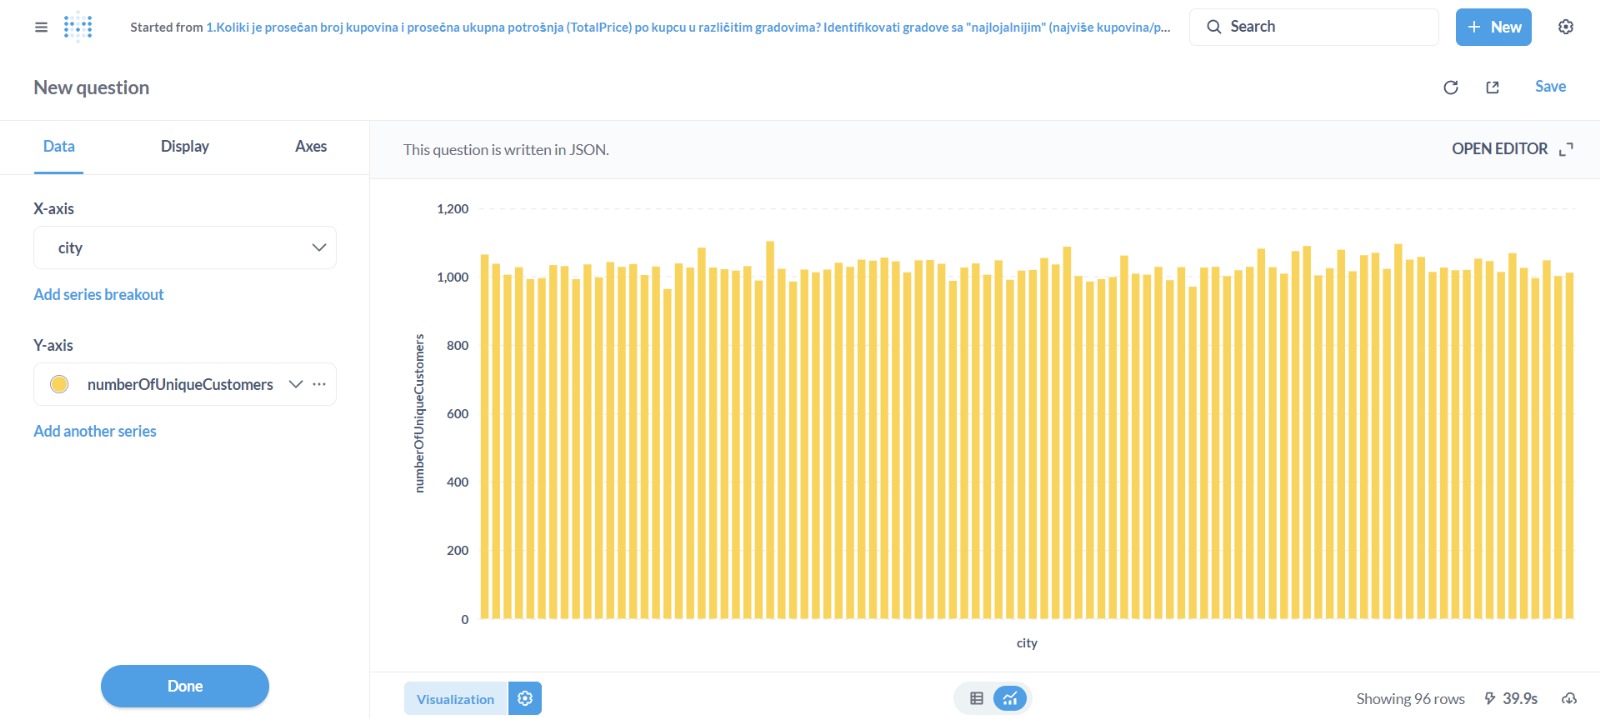 Started from 1.Koliki je prosečan broj kupovina i prosečna ukupna potrošnja (TotalPrice) po kupcu u različitim gradovima? Identifikovati gradove sa "najlojalnijim" (najviše kupovina/p...
Search
+ New
New question
Save
Data
Display
Axes
This question is written in JSON.
OPEN EDITOR
X-axis
city
Add series breakout
Y-axis
numberOfUniqueCustomers
Add another series
Done
1,200
1,000
800
600
400
200
0
numberOfUniqueCustomers
city
Visualization
Showing 96 rows
39.9s